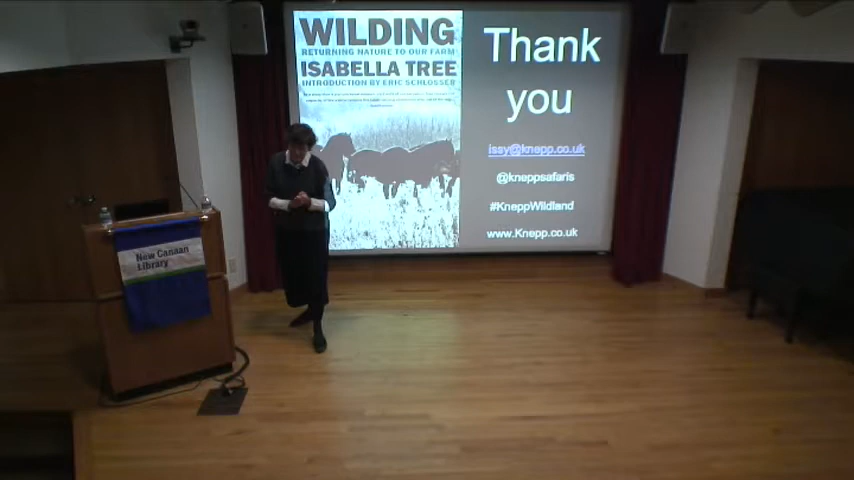 WILDING
RETURNING NATURE TO OUR FARM
ISABELLA TREE
INTRODUCTION BY ERIC SCHLOSSER
Thank
you
issy@knepp.co.uk
@kneppsafaris
#KneppWildland
www.Knepp.co.uk
New Canaan
Library